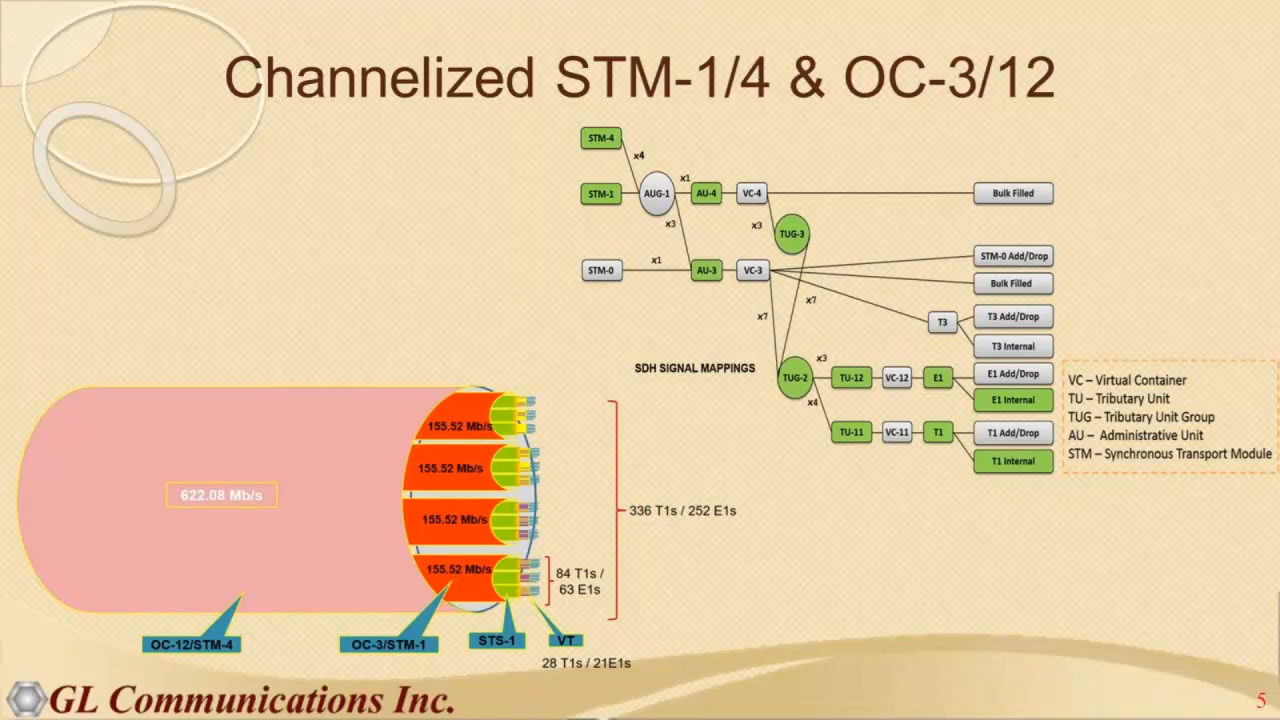 Channelized STM-1/4 & OC-3/12
STM-4
x4
STM-1
AUG-1
x1
AU-4
VC-4
Bulk Filled
x3
x3
TUG-3
STM-0
x1
AU-3
VC-3
STM-0 Add/Drop
Bulk Filled
x7
x7
T3
T3 Add/Drop
T3 Internal
SDH SIGNAL MAPPINGS
TUG-2
x3
TU-12
VC-12
E1
E1 Add/Drop
E1 Internal
x4
TU-11
VC-11
T1
T1 Add/Drop
T1 Internal
VC – Virtual Container
TU – Tributary Unit
TUG – Tributary Unit Group
AU – Administrative Unit
STM – Synchronous Transport Module
622.08 Mb/s
155.52 Mb/s
155.52 Mb/s
155.52 Mb/s
155.52 Mb/s
336 T1s / 252 E1s
84 T1s /
63 E1s
OC-12/STM-4
OC-3/STM-1
STS-1
VT
28 T1s / 21E1s
GL Communications Inc.
5